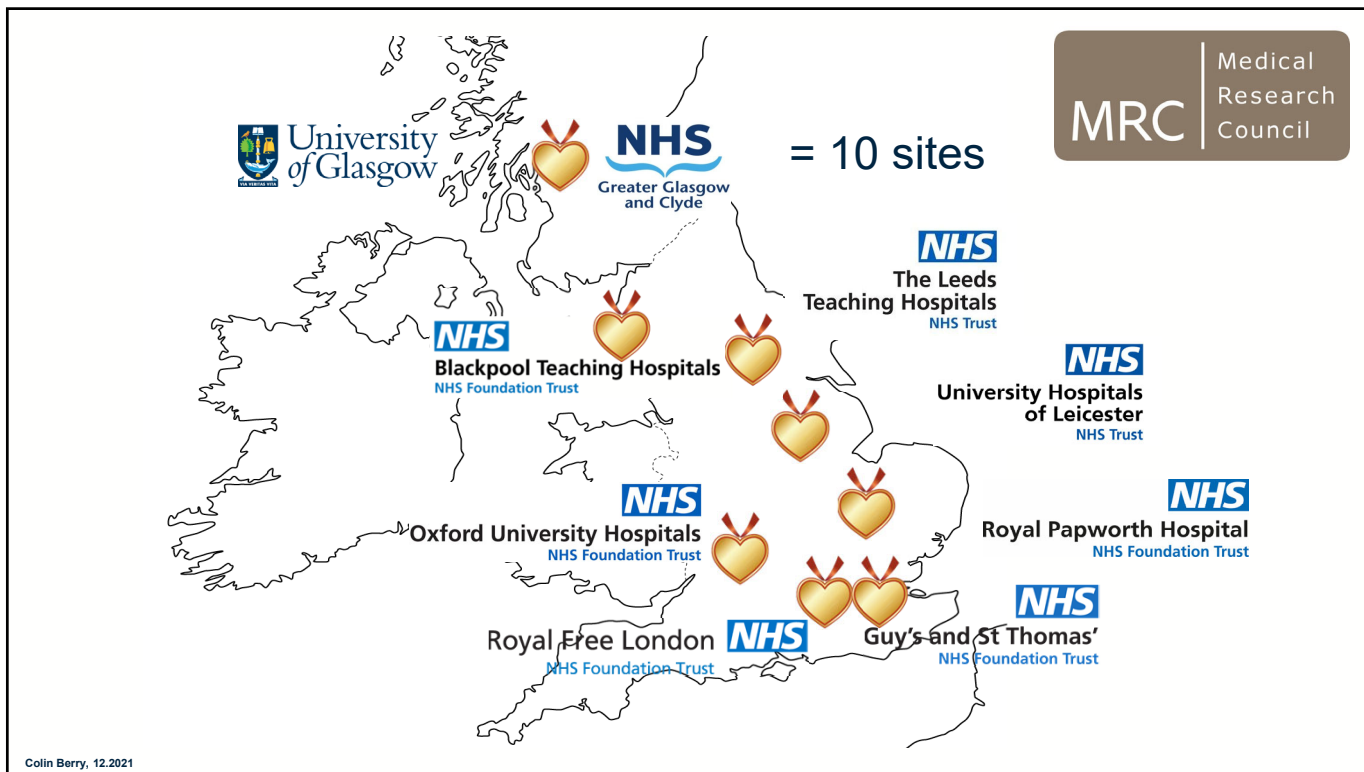 University
of Glasgow
VIA VERITAS VITA
NHS
Greater Glasgow
and Clyde
= 10 sites
MRC
Medical
Research
Council
NHS
The Leeds
Teaching Hospitals
NHS Trust
NHS
Blackpool Teaching Hospitals
NHS Foundation Trust
NHS
University Hospitals
of Leicester
NHS Trust
NHS
Oxford University Hospitals
NHS Foundation Trust
NHS
Royal Papworth Hospital
NHS Foundation Trust
Royal Free London NHS
NHS Foundation Trust
NHS
Guy's and St Thomas'
NHS Foundation Trust
Colin Berry, 12.2021